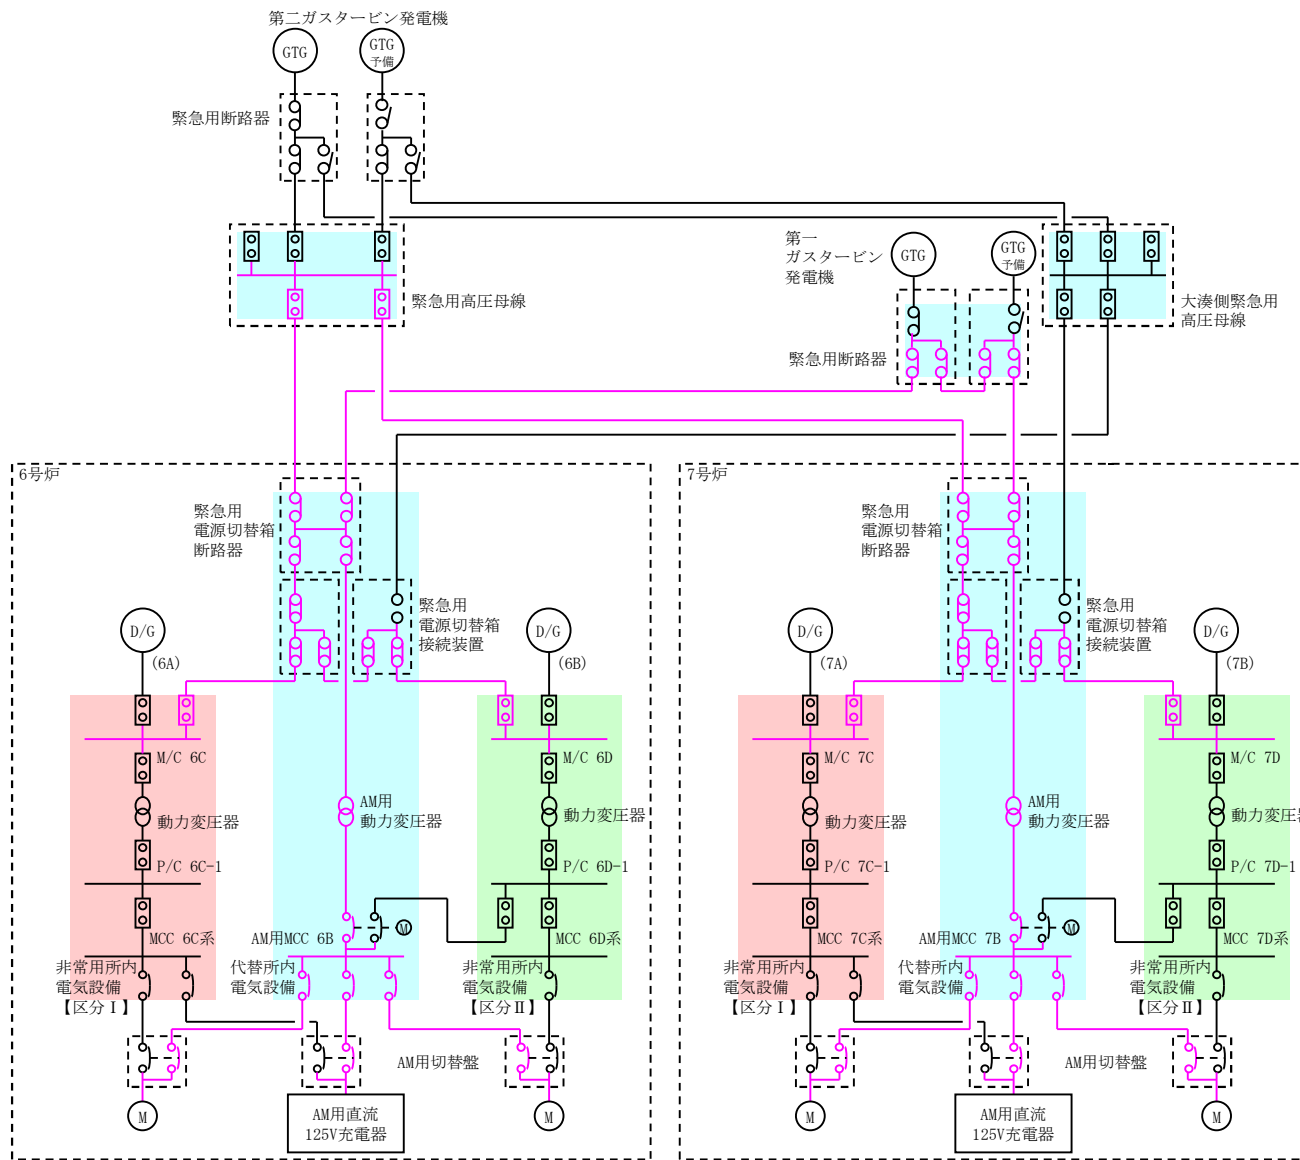 第二ガスタービン発電機
GTG
GTG
予備
緊急用断路器
緊急用高圧母線
第一
ガスタービン
発電機
GTG
GTG
予備
緊急用断路器
大湊側緊急用
高圧母線
6号炉
緊急用
電源切替箱
断路器
緊急用
電源切替箱
接続装置
D/G
(6A)
D/G
(6B)
M/C 6C
M/C 6D
動力変圧器
AM用
動力変圧器
動力変圧器
P/C 6C-1
P/C 6D-1
M
MCC 6C系
AM用MCC 6B
MCC 6D系
非常用所内
電気設備
【区分Ⅰ】
代替所内
電気設備
非常用所内
電気設備
【区分Ⅱ】
AM用切替盤
M
AM用直流
125V充電器
M
7号炉
緊急用
電源切替箱
断路器
緊急用
電源切替箱
接続装置
D/G
(7A)
D/G
(7B)
M/C 7C
M/C 7D
動力変圧器
AM用
動力変圧器
動力変圧
P/C 7C-1
P/C 7D-1
M
MCC 7C系
AM用MCC 7B
MCC 7D系
非常用所内
電気設備
【区分Ⅰ】
代替所内
電気設備
非常用所内
電気設備
【区分Ⅱ】
AM用切替盤
M
AM用直流
125V充電器
M